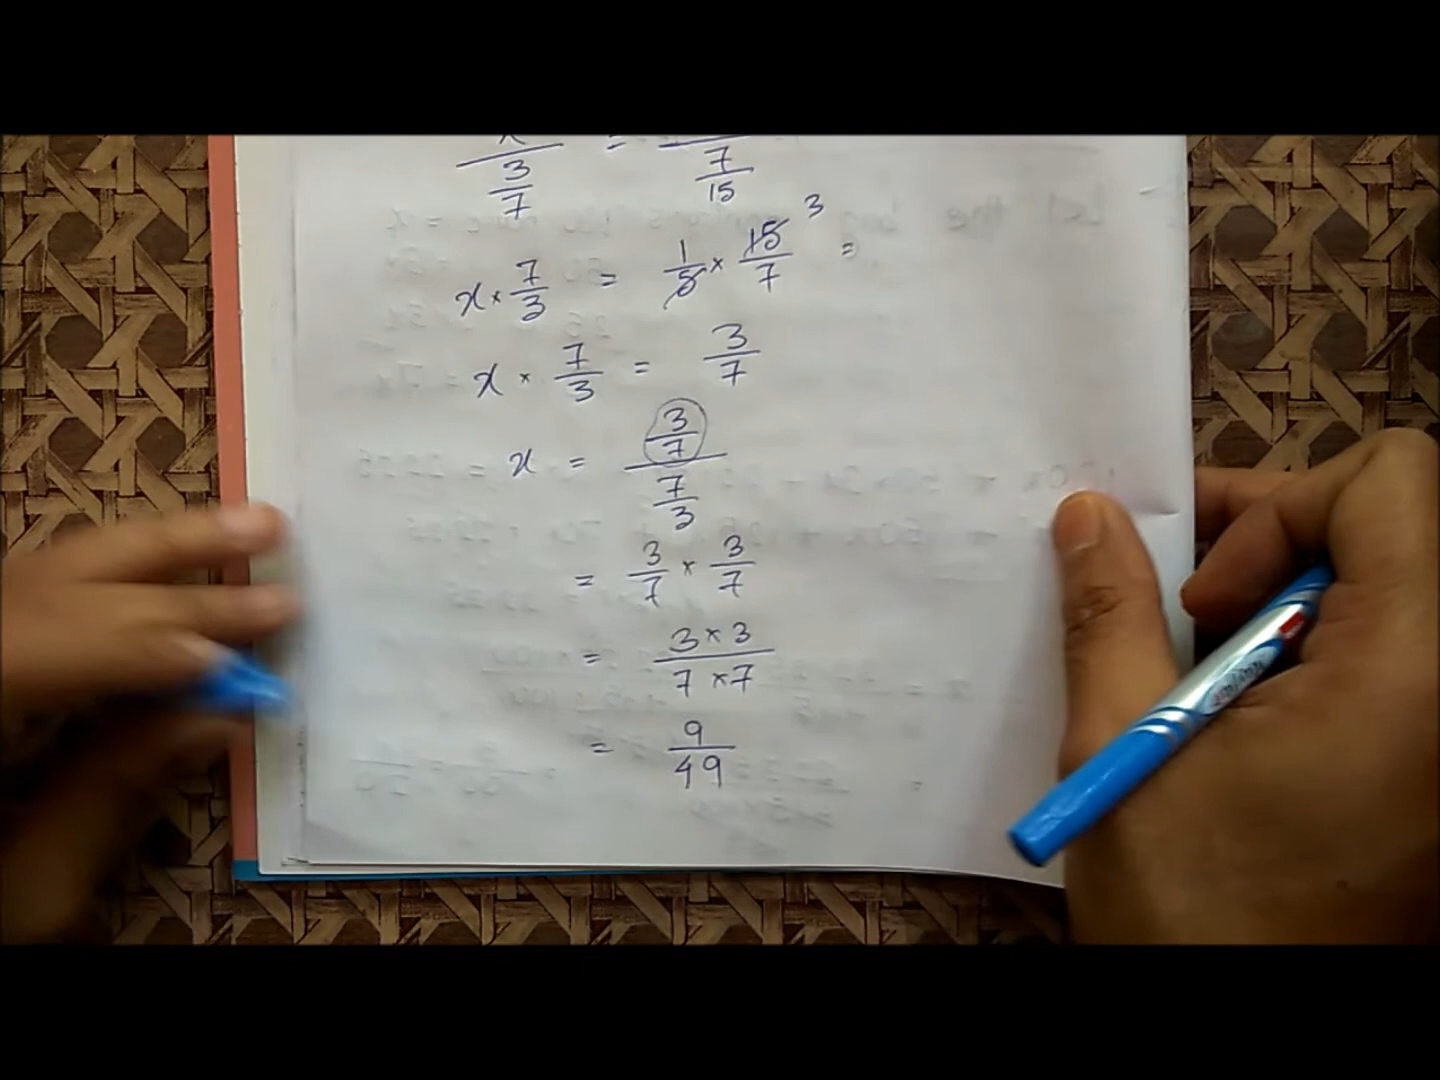 x/(3/7) = /(7/15)
x × 7/3 = 1/5 × 15/7 3 =
x × 7/3 = 3/7
x = (3/7)/(7/3)
= 3/7 × 3/7
= 3×3/7×7
= 9/49